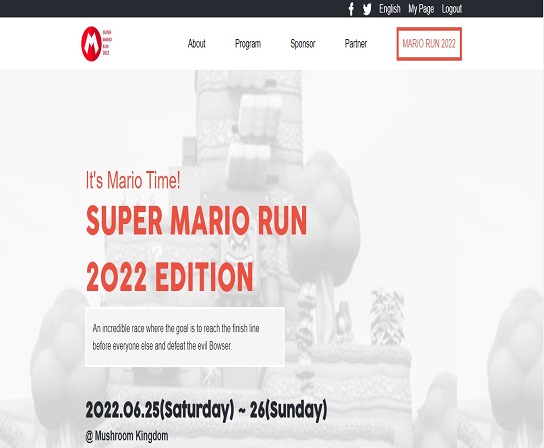 English My Page Logout
SUPER
MARIO
RUN
2022
M
About Program Sponsor Partner MARIO RUN 2022
It's Mario Time!
SUPER MARIO RUN
2022 EDITION
An incredible race where the goal is to reach the finish line
before everyone else and defeat the evil Bowser.
2022.06.25(Saturday) ~ 26(Sunday)
@ Mushroom Kingdom